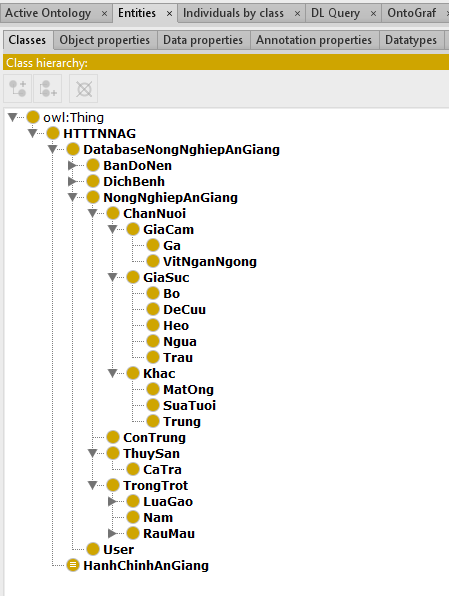 Active Ontology × Entities × Individuals by class × DL Query × OntoGraf ×
Classes Object properties Data properties Annotation properties Datatypes
Class hierarchy:
owl:Thing
HTTTNNAG
DatabaseNongNghiepAnGiang
BanDoNen
DichBenh
NongNghiepAnGiang
ChanNuoi
GiaCam
Ga
VitNganNgong
GiaSuc
Bo
DeCuu
Heo
Ngua
Trau
Khac
MatOng
SuaTuoi
Trung
ConTrung
ThuySan
CaTra
TrongTrot
LuaGao
Nam
RauMau
User
HanhChinhAnGiang